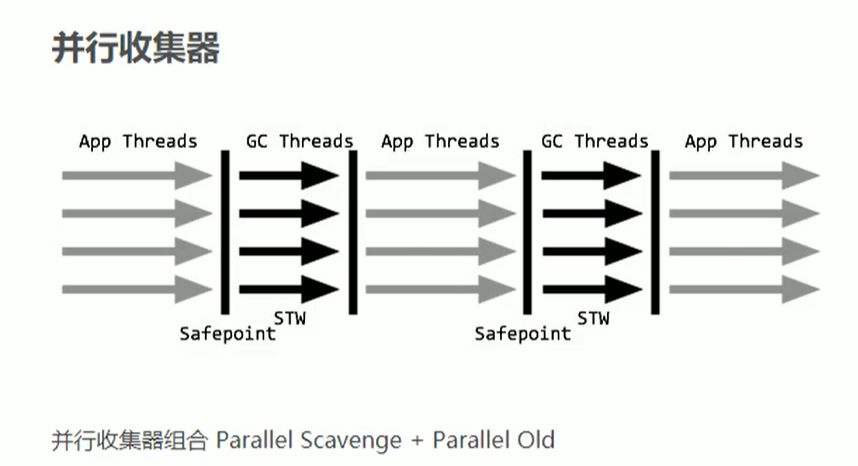 并行收集器
App Threads GC Threads App Threads GC Threads App Threads
STW STW
Safepoint Safepoint
并行收集器组合 Parallel Scavenge + Parallel Old